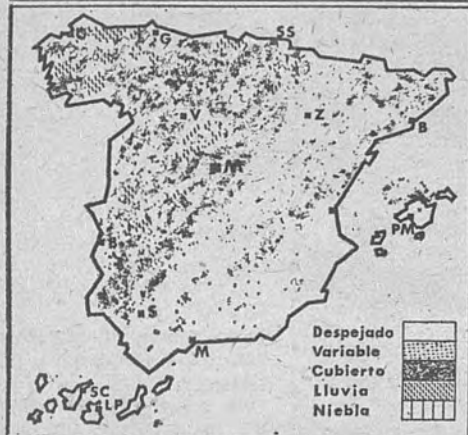 C
G
SS
V
Z
B
M
PM
B
S
M
SC
LP
Despejado
Variable
Cubierto
Lluvia
Niebla